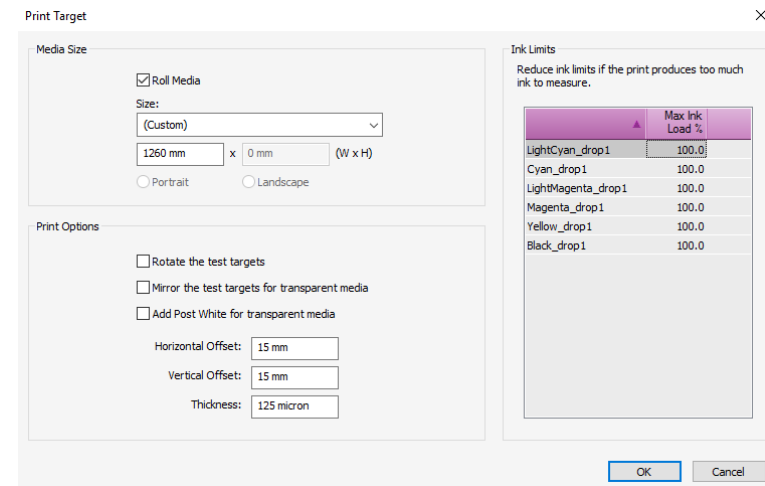 Print Target
Media Size
Roll Media
Size:
(Custom)
1260 mm x 0 mm (W x H)
Portrait Landscape
Print Options
Rotate the test targets
Mirror the test targets for transparent media
Add Post White for transparent media
Horizontal Offset: 15 mm
Vertical Offset: 15 mm
Thickness: 125 micron
Ink Limits
Reduce ink limits if the print produces too much
ink to measure.
Max Ink
Load %
LightCyan_drop1 100.0
Cyan_drop1 100.0
LightMagenta_drop1 100.0
Magenta_drop1 100.0
Yellow_drop1 100.0
Black_drop1 100.0
OK Cancel